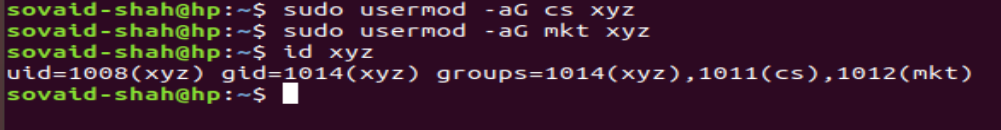 sovaid-shah@hp:~$ sudo usermod -aG cs xyz
sovaid-shah@hp:~$ sudo usermod -aG mkt xyz
sovaid-shah@hp:~$ id xyz
uid=1008(xyz) gid=1014(xyz) groups=1014(xyz),1011(cs),1012(mkt)
sovaid-shah@hp:~$